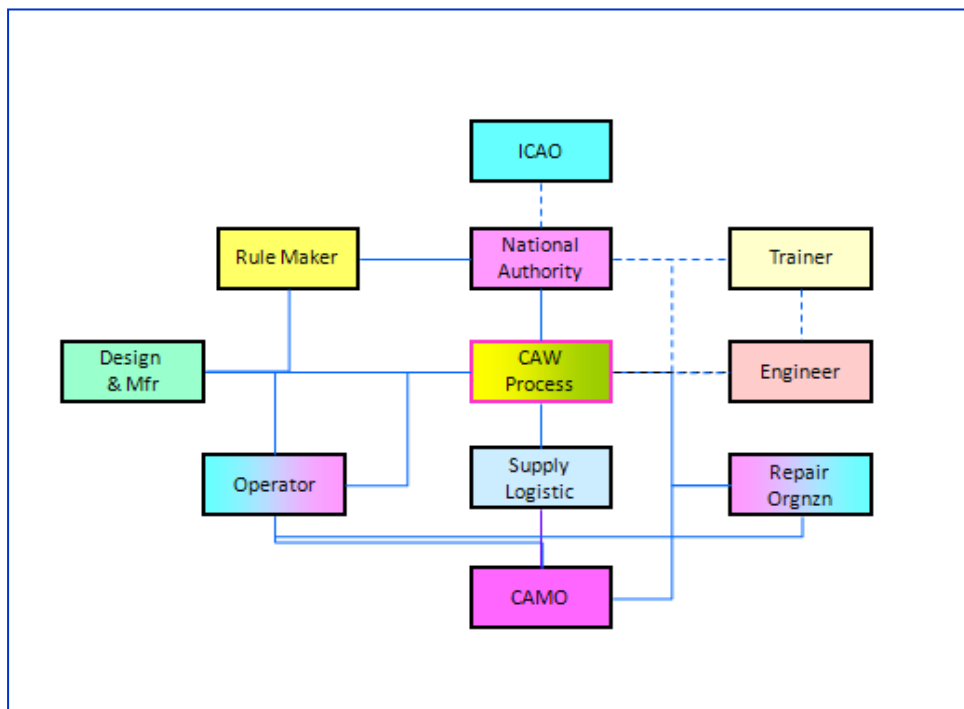 ICAO
Rule Maker
National
Authority
Trainer
Design
& Mfr
CAW
Process
Engineer
Operator
Supply
Logistic
Repair
Orgnzn
CAMO